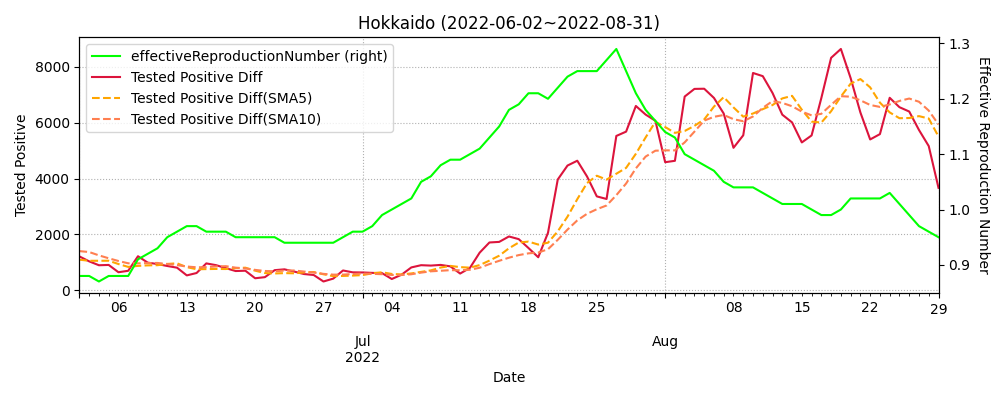 Hokkaido (2022-06-02~2022-08-31)
effectiveReproductionNumber (right)
Tested Positive Diff
Tested Positive Diff(SMA5)
Tested Positive Diff(SMA10)
Tested Positive
8000
6000
4000
2000
0
Effective Reproduction Number
1.3
1.2
1.1
1.0
0.9
06 13 20 27 04 11 18 25 08 15 22 29
Jul Aug
2022
Date